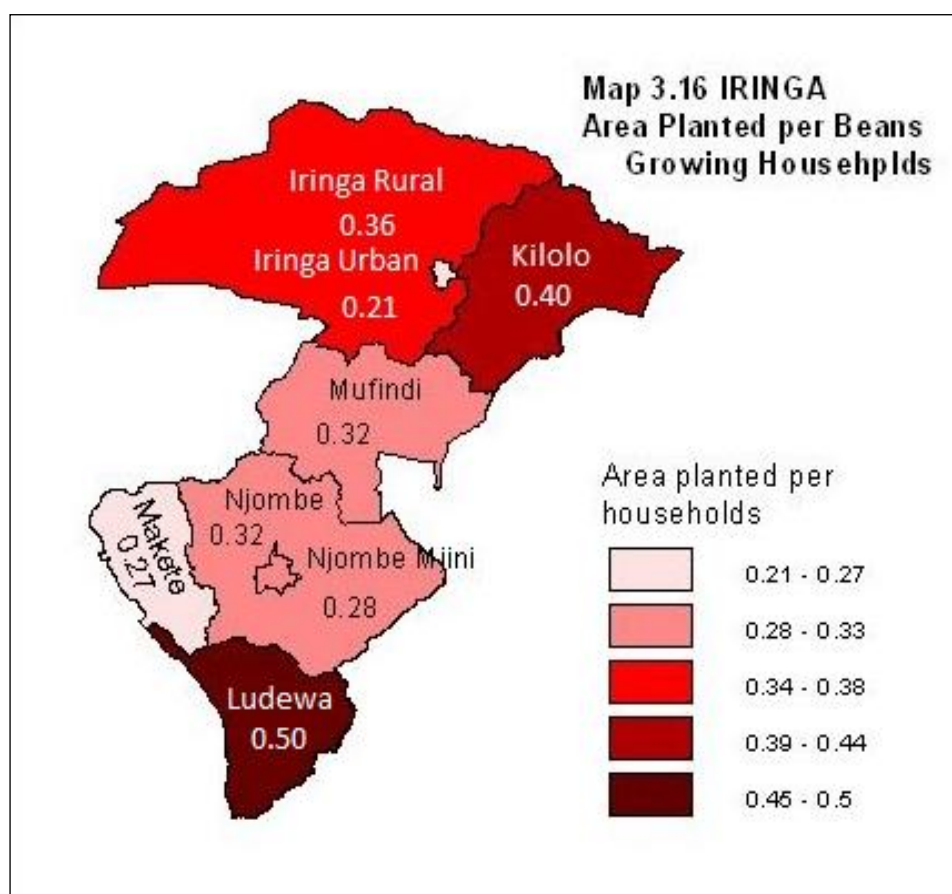 Map 3.16 IRINGA
Area Planted per Beans
Growing Househplds
Iringa Rural
0.36
Iringa Urban
0.21
Kilolo
0.40
Mufindi
0.32
Njombe
0.32
Njombe Mjini
0.28
Makete
0.27
Ludewa
0.50
Area planted per
households
0.21 - 0.27
0.28 - 0.33
0.34 - 0.38
0.39 - 0.44
0.45 - 0.5